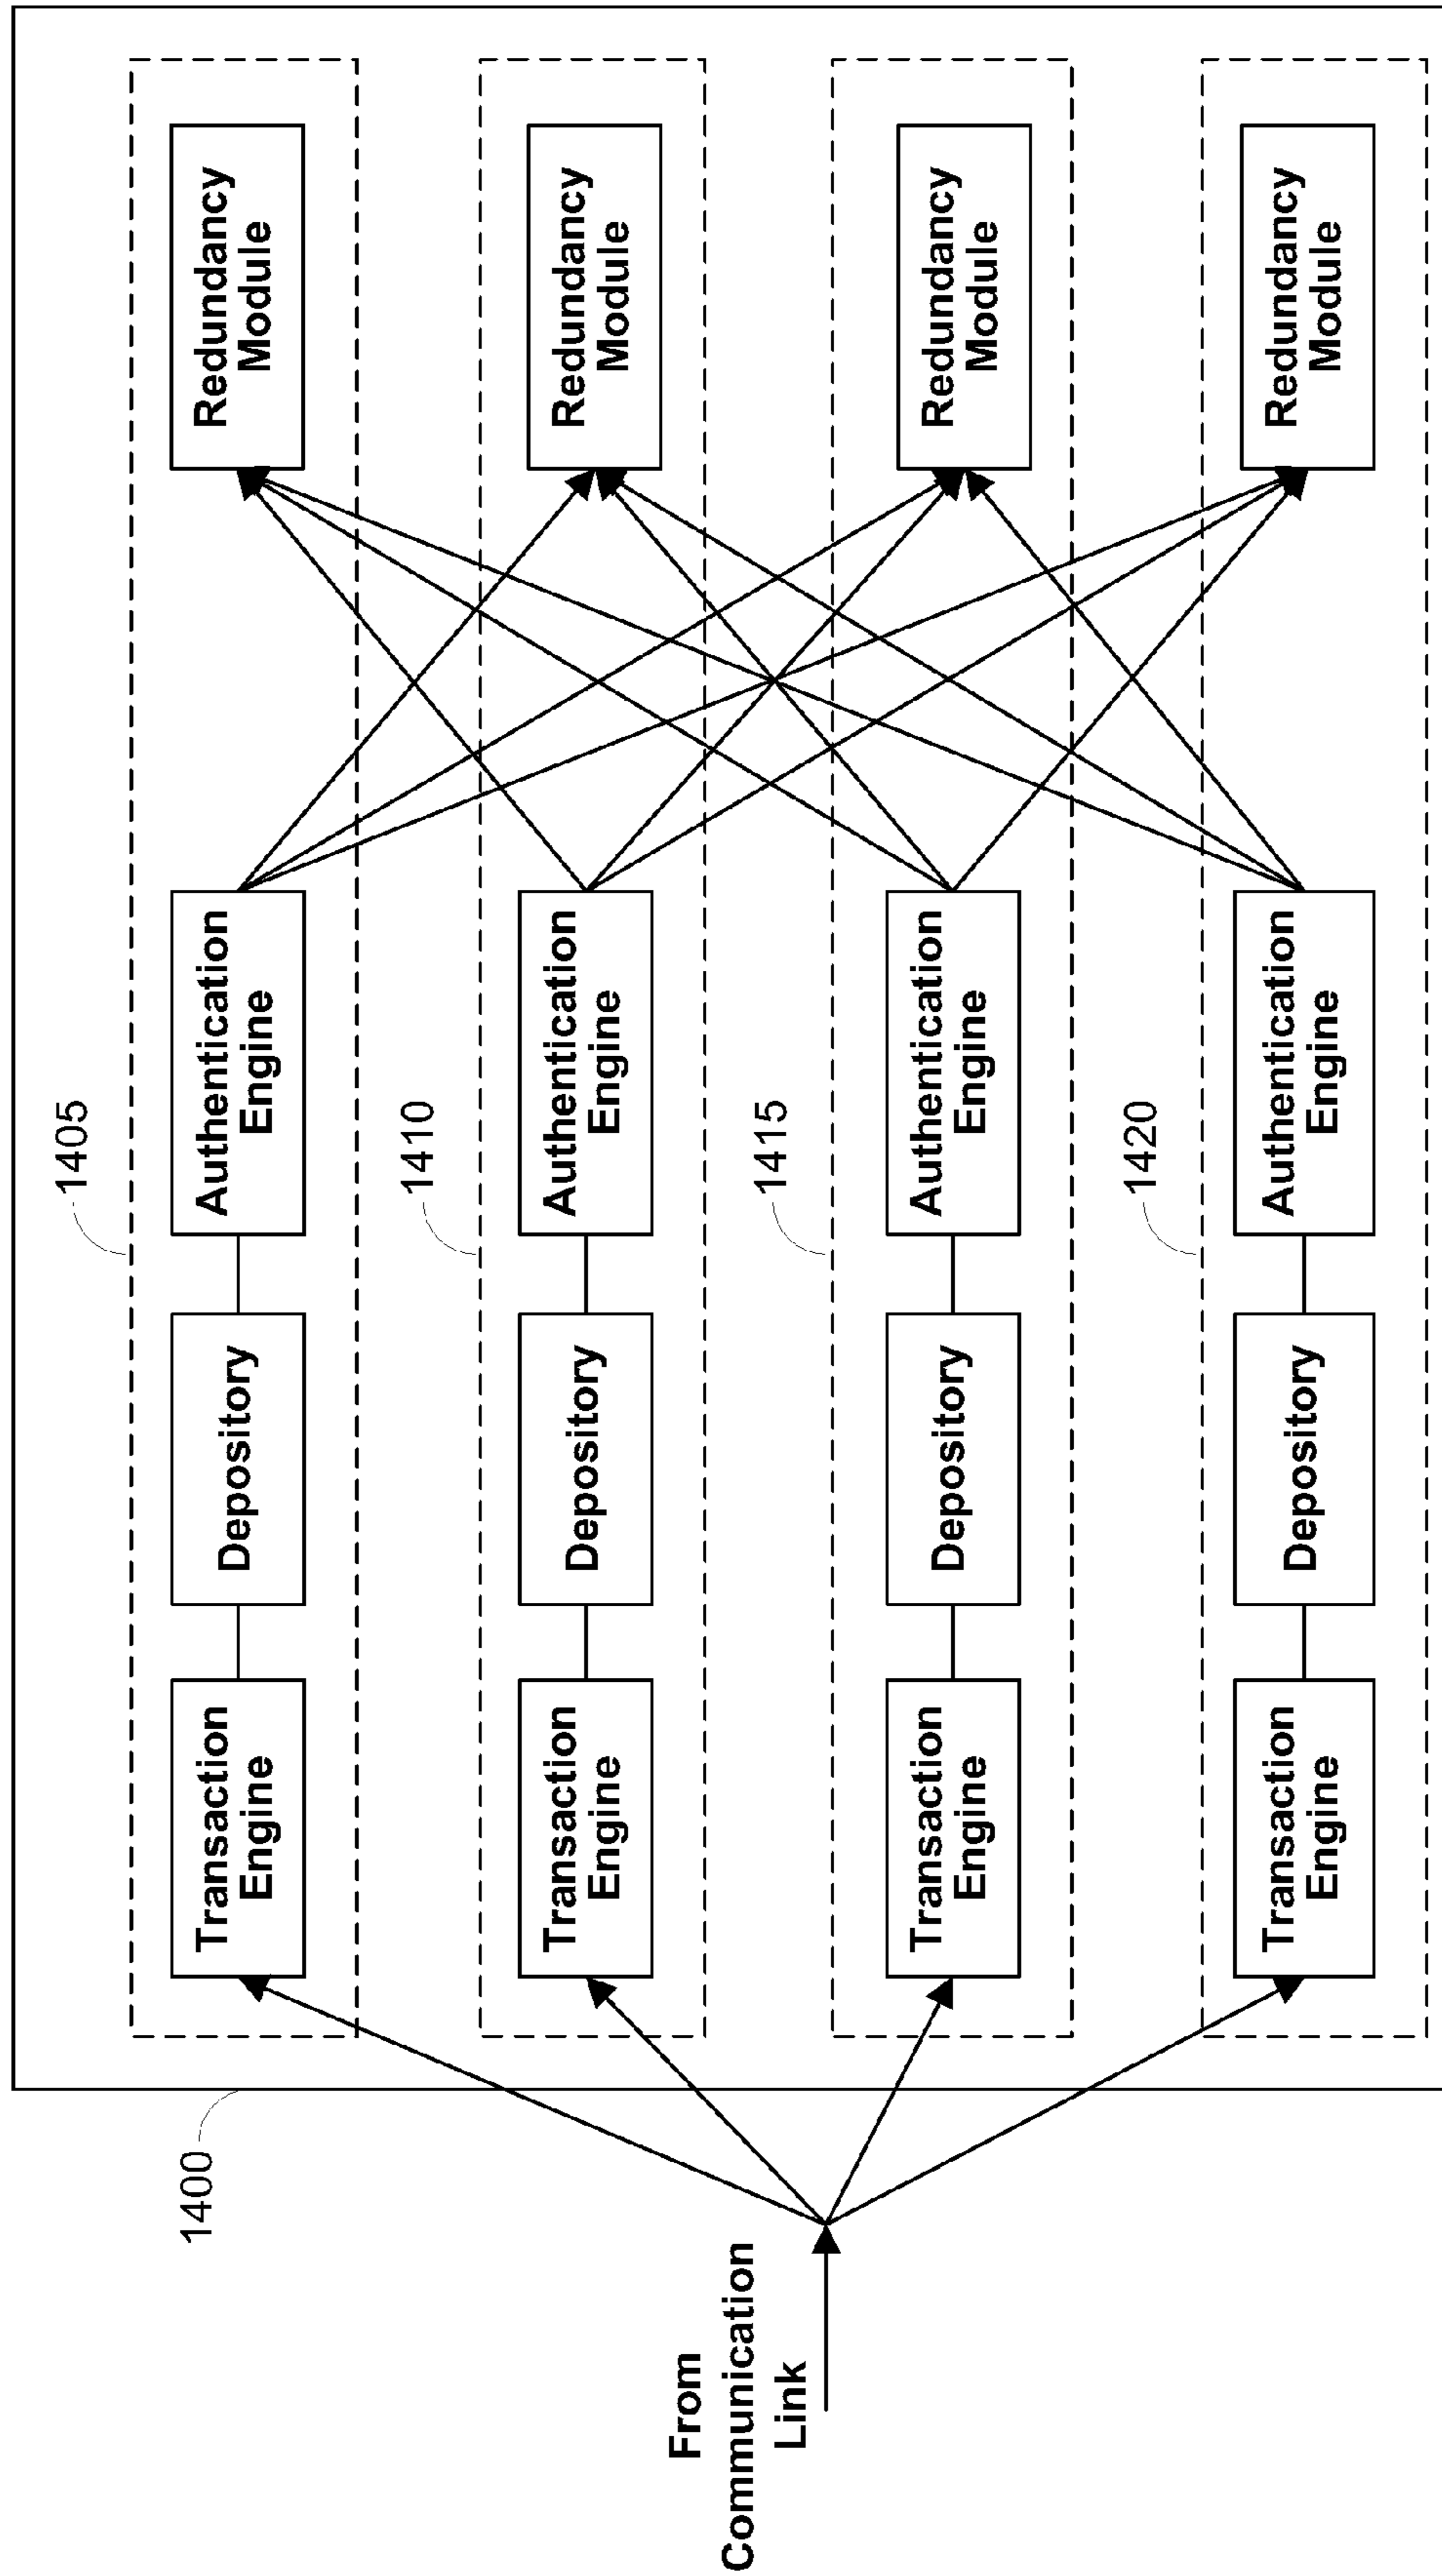 1400
From
Communication
Link
1405
Transaction
Engine
Depository
Authentication
Engine
Redundancy
Module
1410
Transaction
Engine
Depository
Authentication
Engine
Redundancy
Module
1415
Transaction
Engine
Depository
Authentication
Engine
Redundancy
Module
1420
Transaction
Engine
Depository
Authentication
Engine
Redundancy
Module